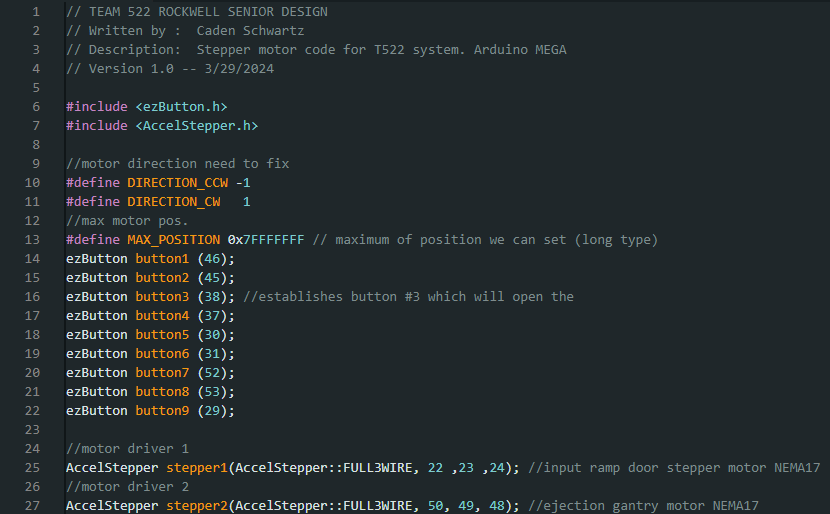 1 // TEAM 522 ROCKWELL SENIOR DESIGN
2 // Written by :  Caden Schwartz
3 // Description:  Stepper motor code for T522 system. Arduino MEGA
4 // Version 1.0 -- 3/29/2024
5
6 #include <ezButton.h>
7 #include <AccelStepper.h>
8
9 //motor direction need to fix
10 #define DIRECTION_CCW -1
11 #define DIRECTION_CW   1
12 //max motor pos.
13 #define MAX_POSITION 0x7FFFFFFF // maximum of position we can set (long type)
14 ezButton button1 (46);
15 ezButton button2 (45);
16 ezButton button3 (38); //establishes button #3 which will open the
17 ezButton button4 (37);
18 ezButton button5 (30);
19 ezButton button6 (31);
20 ezButton button7 (52);
21 ezButton button8 (53);
22 ezButton button9 (29);
23
24 //motor driver 1
25 AccelStepper stepper1(AccelStepper::FULL3WIRE, 22 ,23 ,24); //input ramp door stepper motor NEMA17
26 //motor driver 2
27 AccelStepper stepper2(AccelStepper::FULL3WIRE, 50, 49, 48); //ejection gantry motor NEMA17